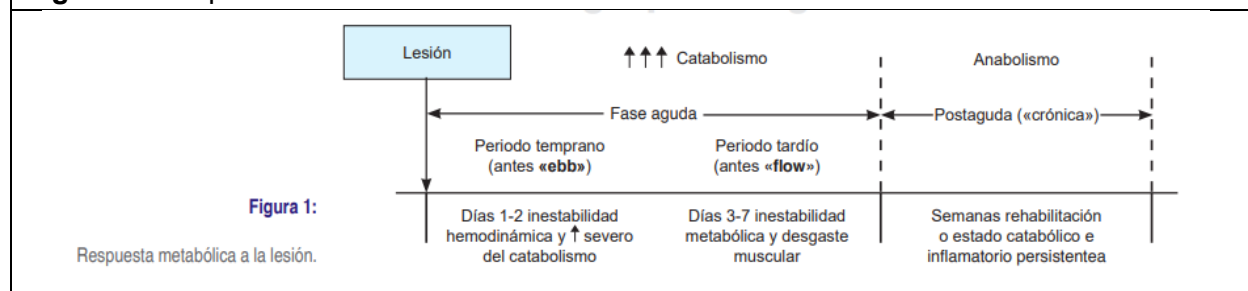 Lesión
↑↑↑ Catabolismo
Anabolismo
Fase aguda
Postaguda («crónica»)
Periodo temprano
(antes «ebb»)
Periodo tardío
(antes «flow»)
Figura 1:
Respuesta metabólica a la lesión.
Días 1-2 inestabilidad
hemodinámica y ↑ severo
del catabolismo
Días 3-7 inestabilidad
metabólica y desgaste
muscular
Semanas rehabilitación
o estado catabólico e
inflamatorio persistentea